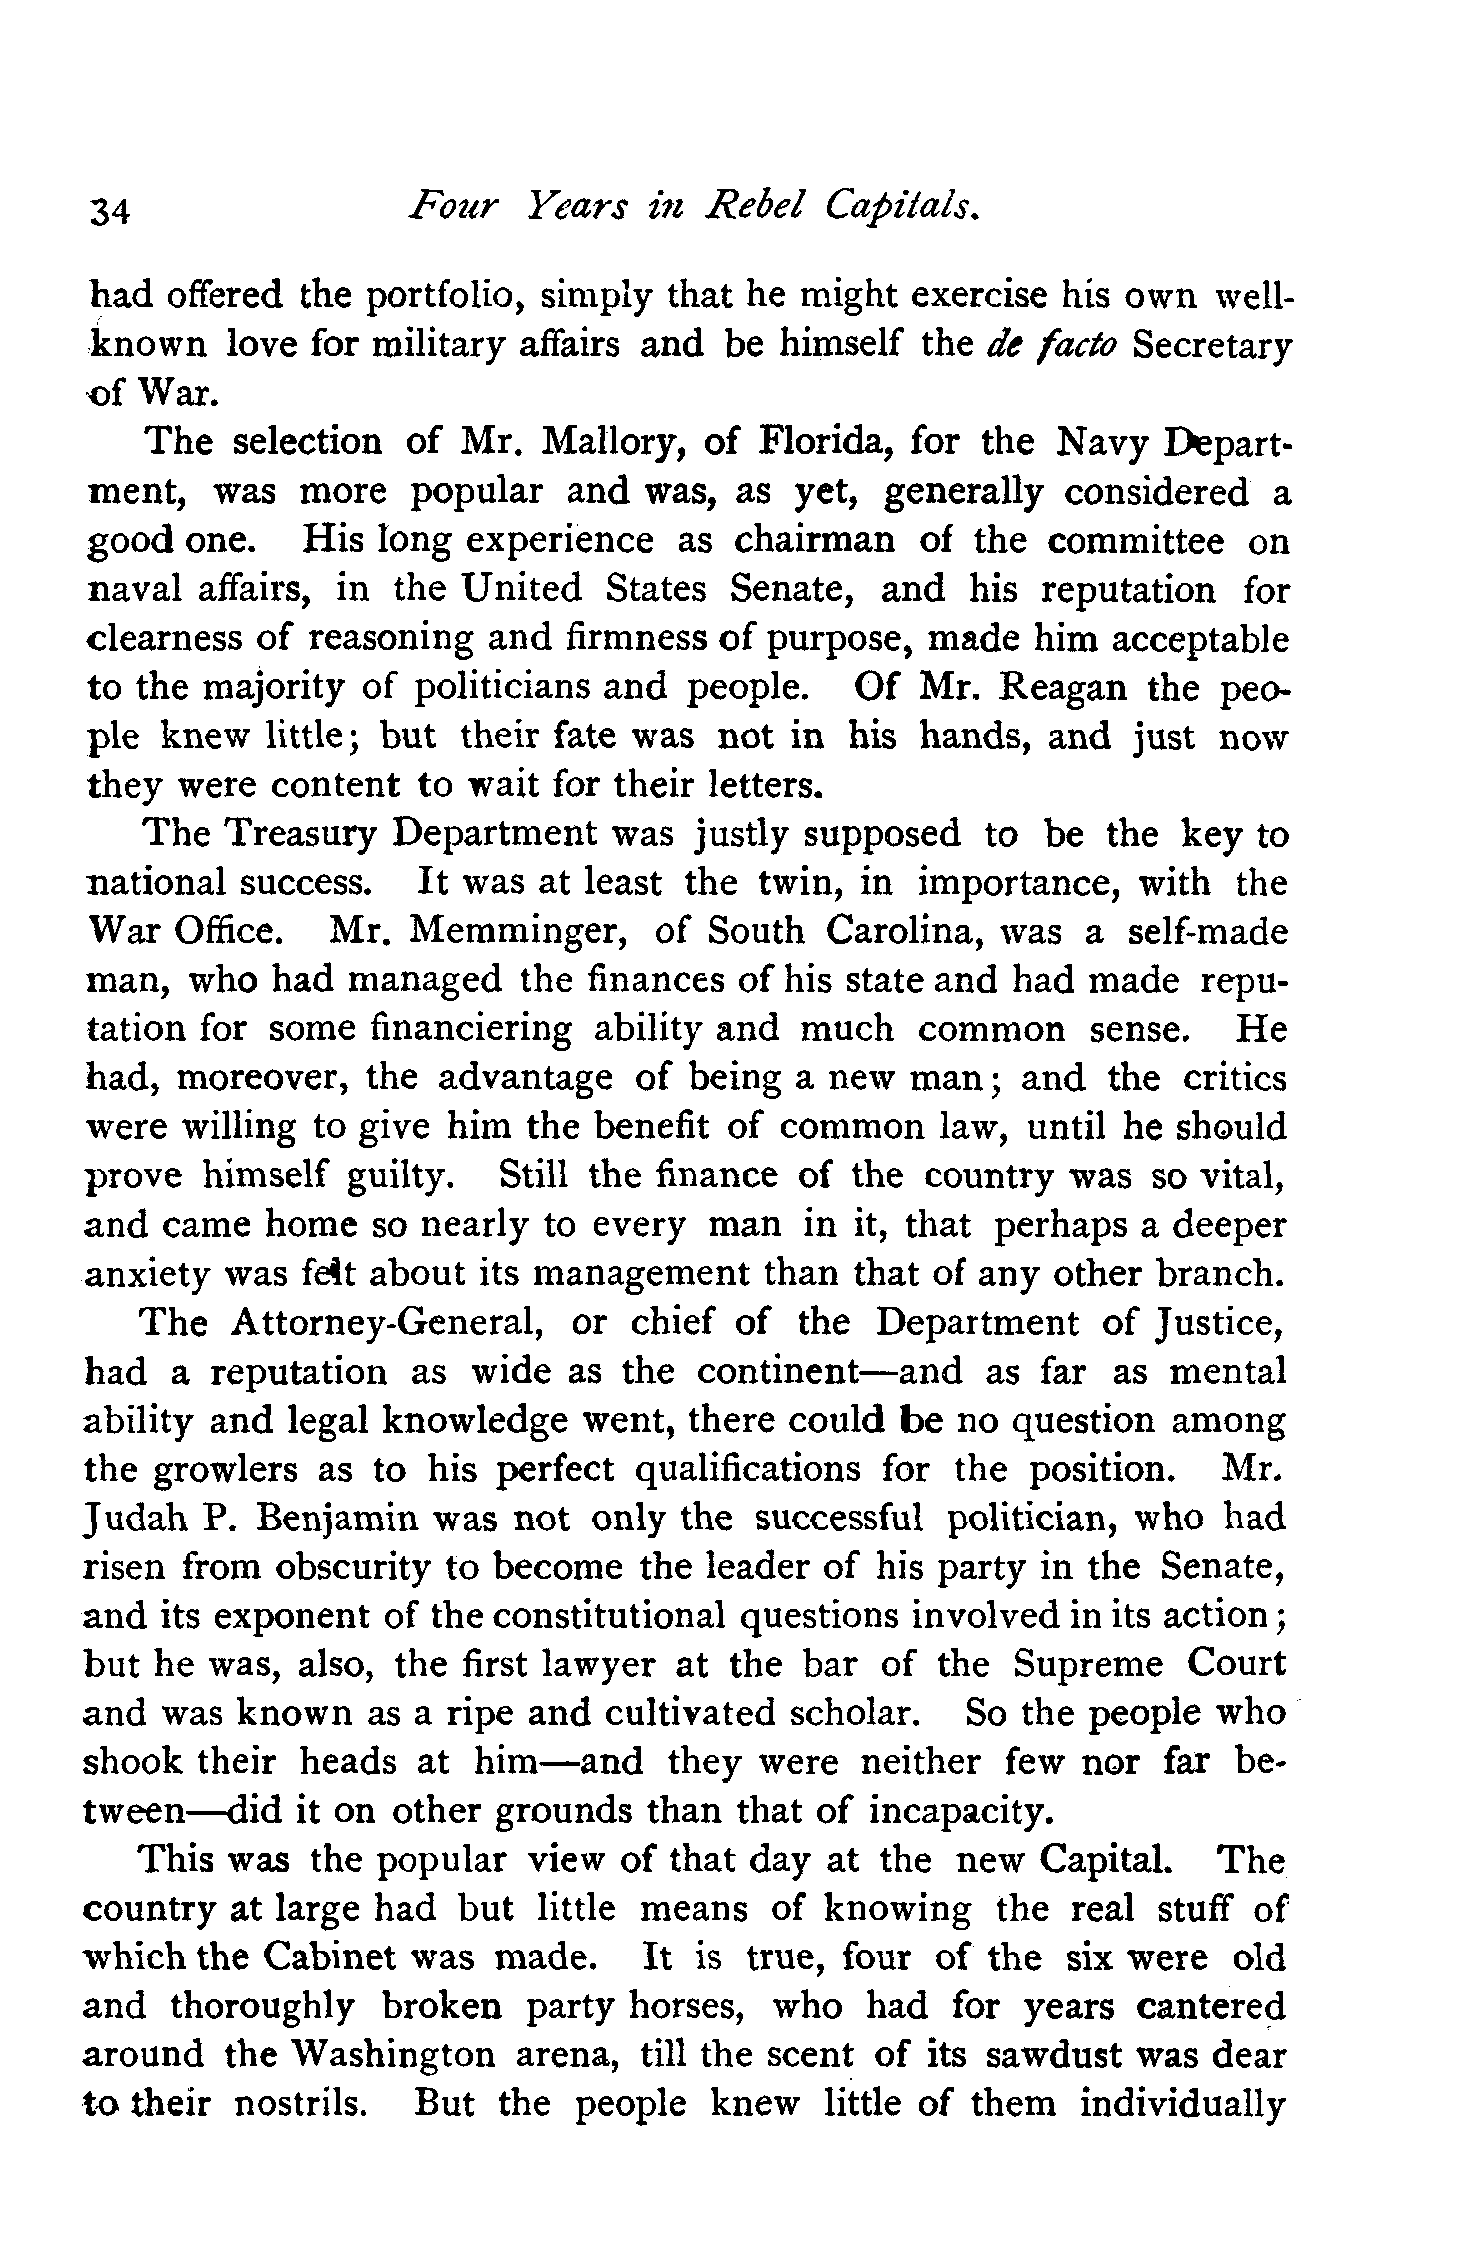 34 Four Years in Rebel Capitals.
had offered the portfolio, simply that he might exercise his own well-
known love for military affairs and be himself the de facto Secretary
of War.
The selection of Mr. Mallory, of Florida, for the Navy Depart-
ment, was more popular and was, as yet, generally considered a
good one. His long experience as chairman of the committee on
naval affairs, in the United States Senate, and his reputation for
clearness of reasoning and firmness of purpose, made him acceptable
to the majority of politicians and people. Of Mr. Reagan the peo-
ple knew little; but their fate was not in his hands, and just now
they were content to wait for their letters.
The Treasury Department was justly supposed to be the key to
national success. It was at least the twin, in importance, with the
War Office. Mr. Memminger, of South Carolina, was a self-made
man, who had managed the finances of his state and had made repu-
tation for some financiering ability and much common sense. He
had, moreover, the advantage of being a new man; and the critics
were willing to give him the benefit of common law, until he should
prove himself guilty. Still the finance of the country was so vital,
and came home so nearly to every man in it, that perhaps a deeper
anxiety was felt about its management than that of any other branch.
The Attorney-General, or chief of the Department of Justice,
had a reputation as wide as the continent—and as far as mental
ability and legal knowledge went, there could be no question among
the growlers as to his perfect qualifications for the position. Mr.
Judah P. Benjamin was not only the successful politician, who had
risen from obscurity to become the leader of his party in the Senate,
and its exponent of the constitutional questions involved in its action;
but he was, also, the first lawyer at the bar of the Supreme Court
and was known as a ripe and cultivated scholar. So the people who
shook their heads at him—and they were neither few nor far be-
tween—did it on other grounds than that of incapacity.
This was the popular view of that day at the new Capital. The
country at large had but little means of knowing the real stuff of
which the Cabinet was made. It is true, four of the six were old
and thoroughly broken party horses, who had for years cantered
around the Washington arena, till the scent of its sawdust was dear
to their nostrils. But the people knew little of them individually